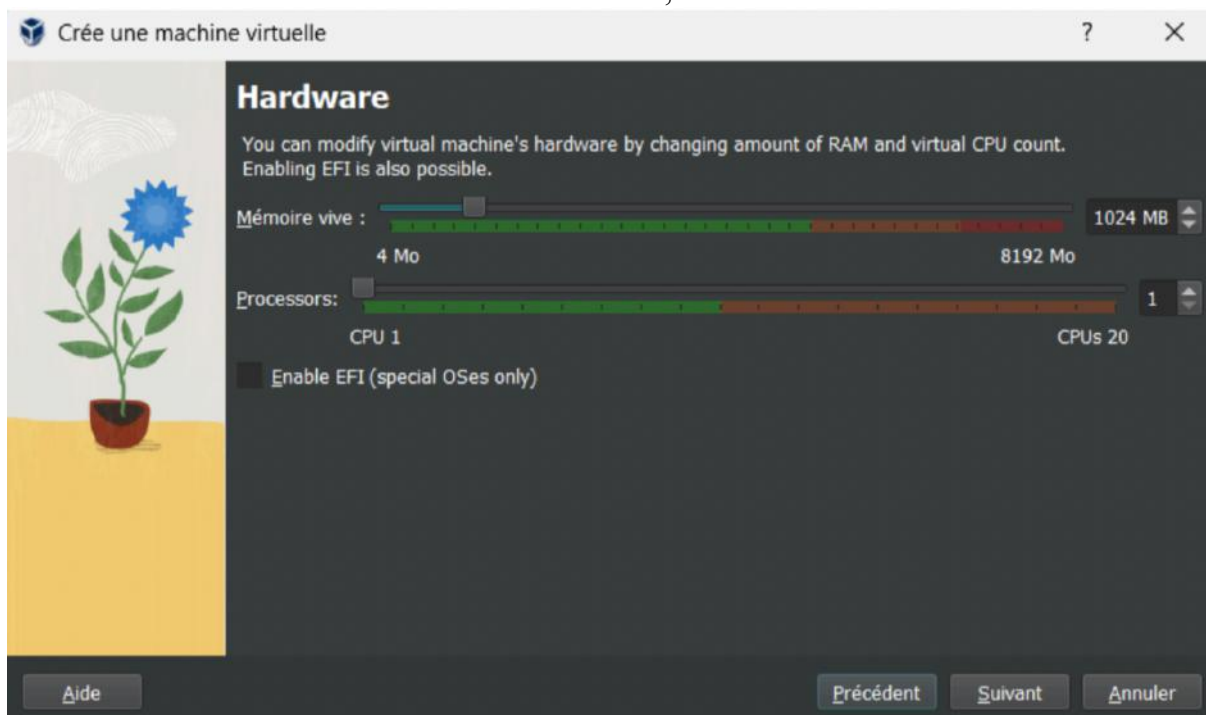 Crée une machine virtuelle ?
Hardware
You can modify virtual machine's hardware by changing amount of RAM and virtual CPU count.
Enabling EFI is also possible.
Mémoire vive : 1024 MB
4 Mo 8192 Mo
Processors: 1
CPU 1 CPUs 20
Enable EFI (special OSes only)
Aide Précédent Suivant Annuler